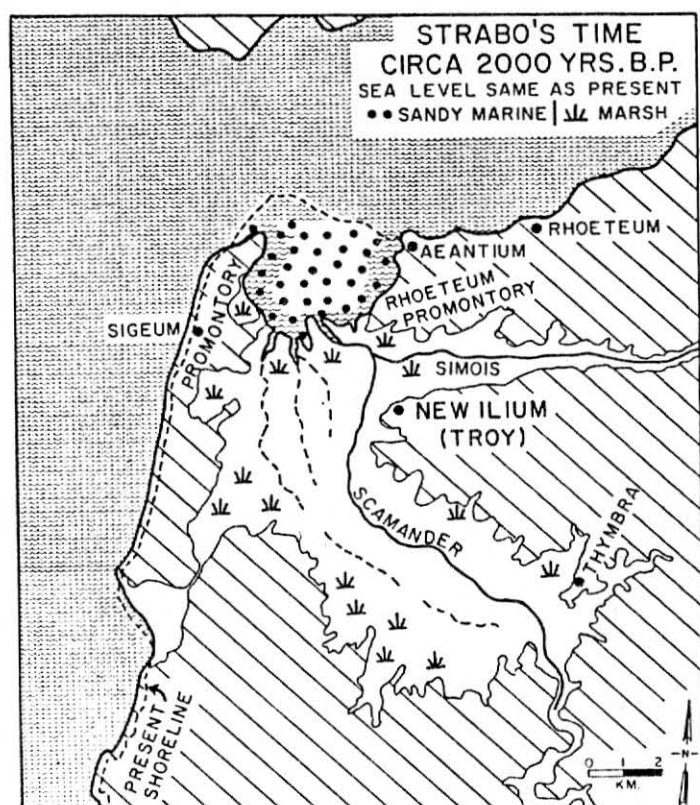 STRABO'S TIME
CIRCA 2000 YRS. B.P.
SEA LEVEL SAME AS PRESENT
SANDY MARINE | MARSH
RHOETEUM
AEANTIUM
RHOETEUM
PROMONTORY
PROMONTORY
SIGEUM
SIMOIS
NEW ILIUM
(TROY)
SCAMANDER
THYMBRA
PRESENT
SHORELINE
-N-
0 1 2
KM.